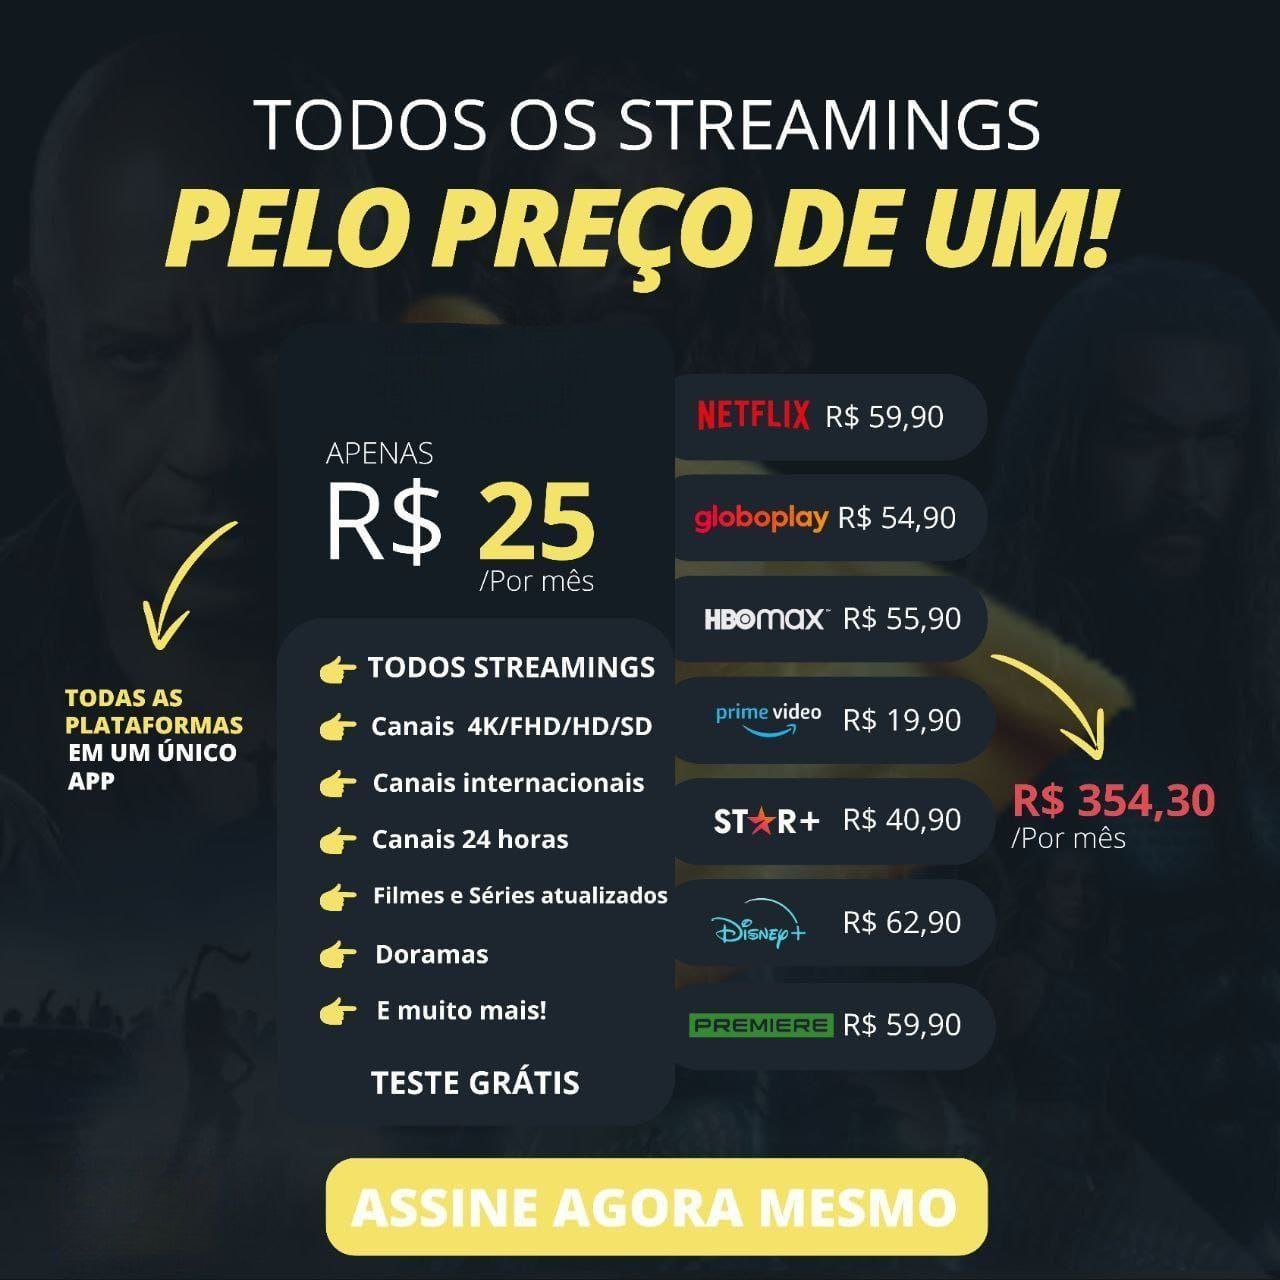 TODOS OS STREAMINGS
PELO PREÇO DE UM!
APENAS
R$ 25
/Por mês
TODAS AS
PLATAFORMAS
EM UM ÚNICO
APP
TODOS STREAMINGS
Canais 4K/FHD/HD/SD
Canais internacionais
Canais 24 horas
Filmes e Séries atualizados
Doramas
E muito mais!
TESTE GRÁTIS
NETFLIX R$ 59,90
globoplay R$ 54,90
HBOmax R$ 55,90
prime video R$ 19,90
STAR+ R$ 40,90
Disney+ R$ 62,90
PREMIERE R$ 59,90
R$ 354,30
/Por mês
ASSINE AGORA MESMO